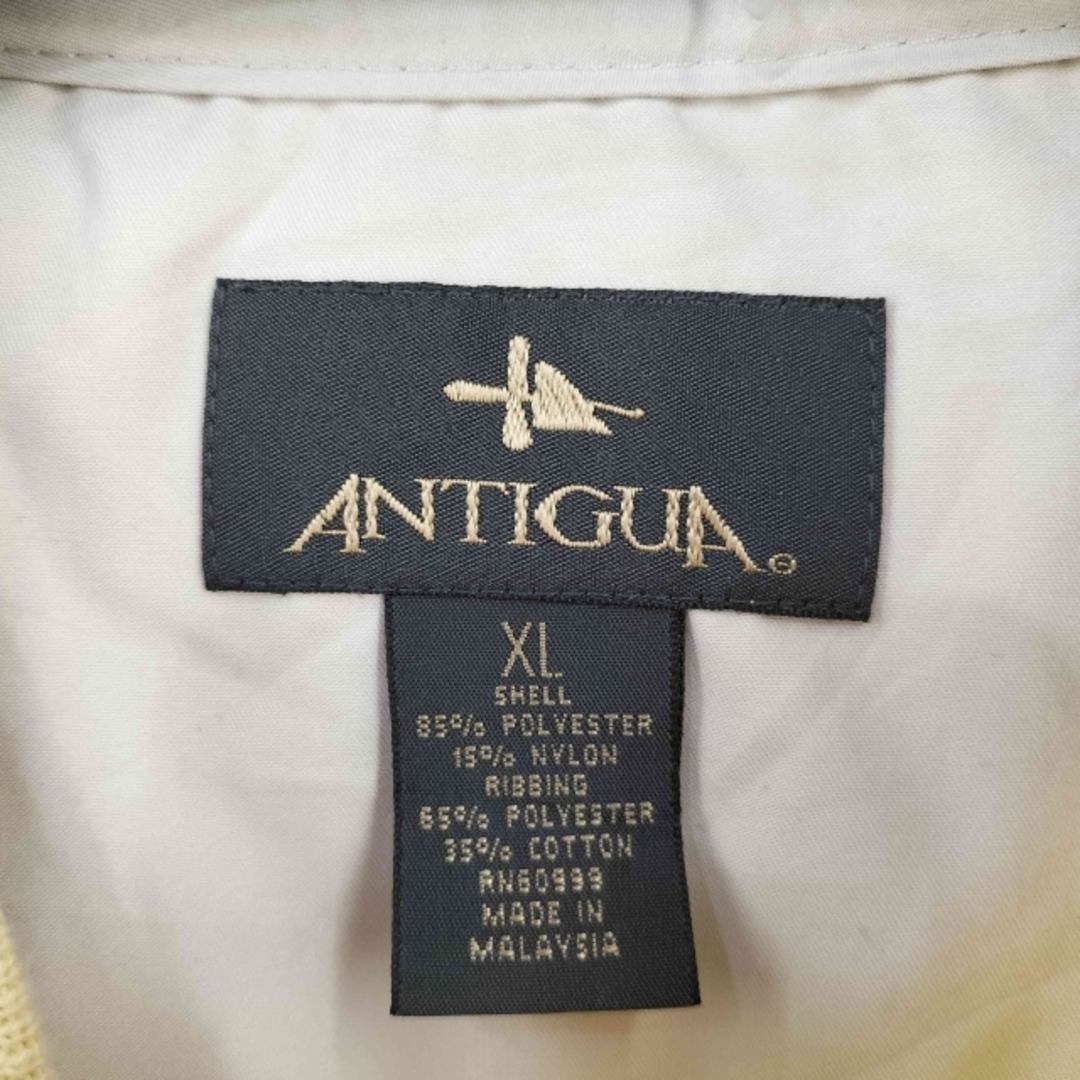 ANTIGUA
XL
SHELL
85% POLYESTER
15% NYLON
RIBBING
65% POLYESTER
35% COTTON
RN60999
MADE IN
MALAYSIA